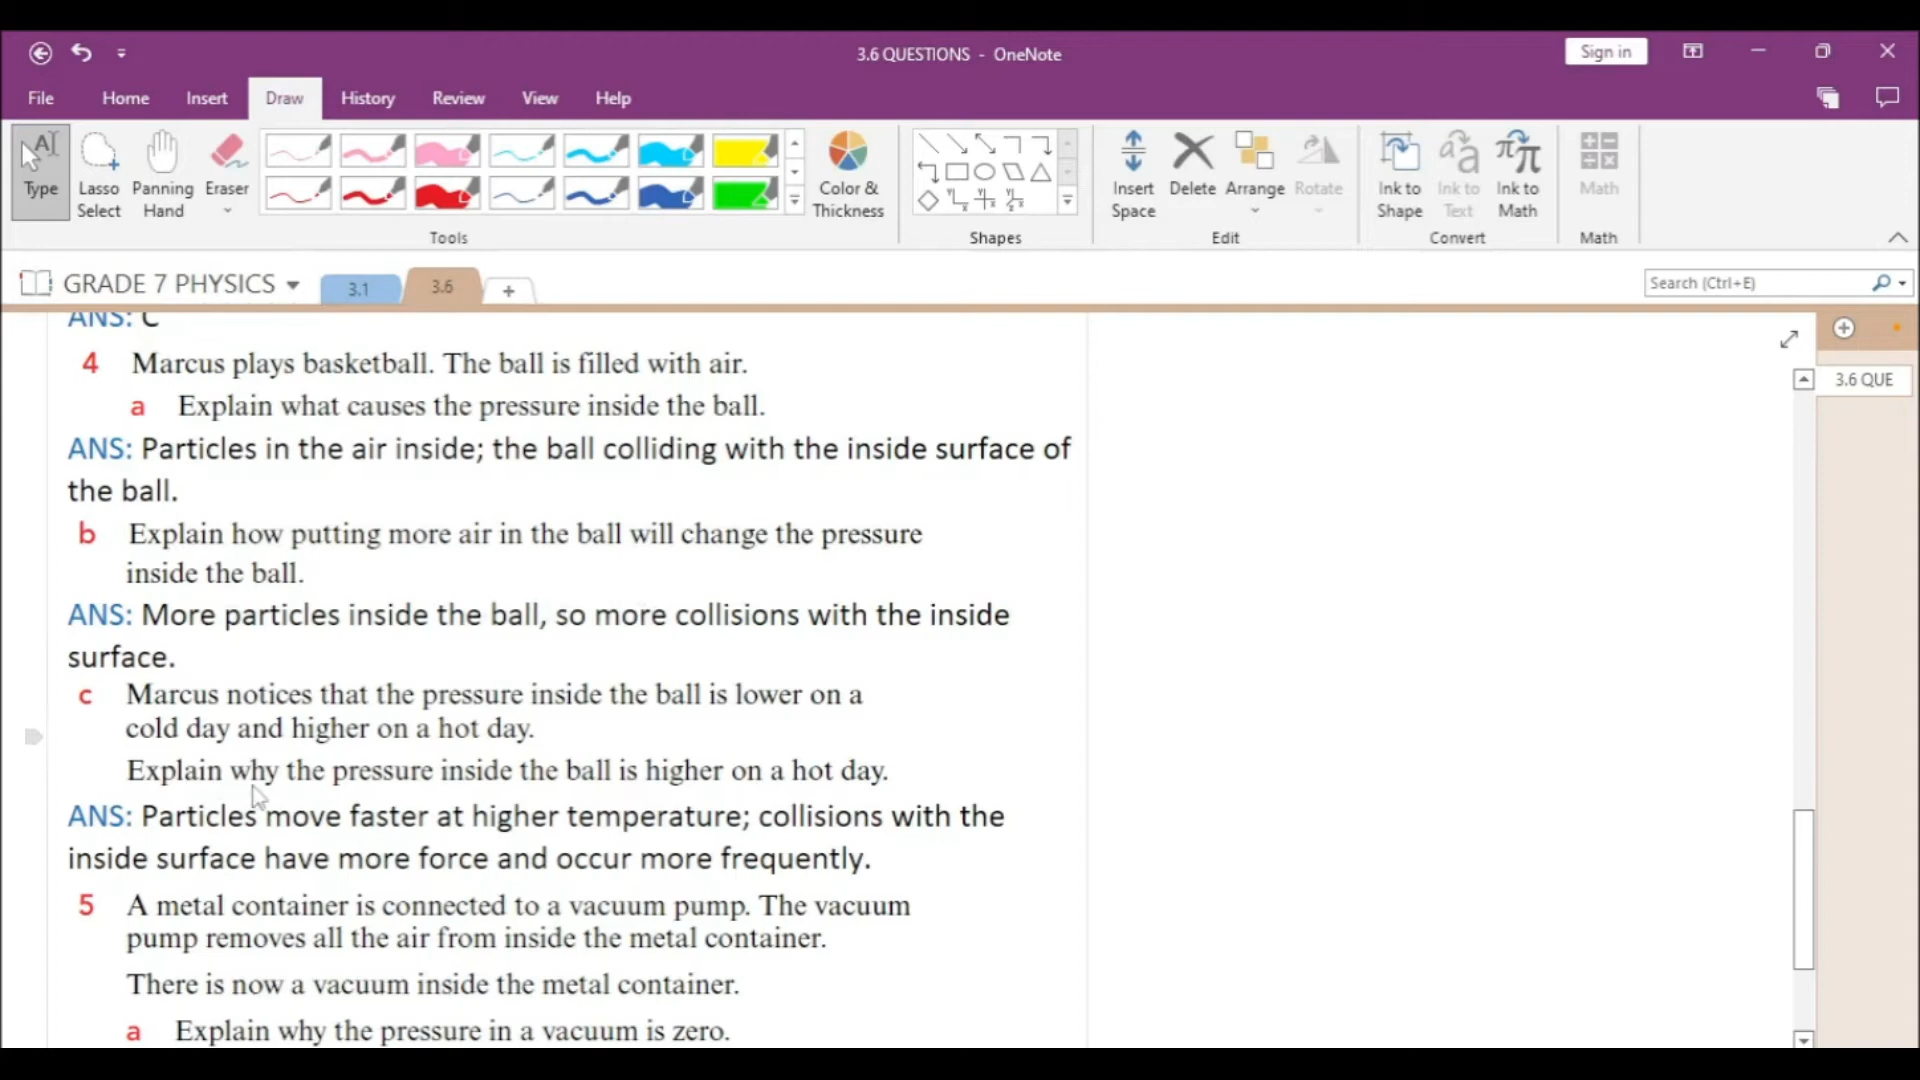 3.6 QUESTIONS - OneNote
Sign in
File Home Insert Draw History Review View Help
Type
Lasso Select
Panning Hand
Eraser
Color & Thickness
Insert Space
Delete
Arrange
Rotate
Ink to Shape
Ink to Text
Ink to Math
Math
Tools
Shapes
Edit
Convert
Math
GRADE 7 PHYSICS
3.1
3.6
Search (Ctrl+E)
3.6 QUE
ANS: C
4 Marcus plays basketball. The ball is filled with air.
a Explain what causes the pressure inside the ball.
ANS: Particles in the air inside; the ball colliding with the inside surface of
the ball.
b Explain how putting more air in the ball will change the pressure
inside the ball.
ANS: More particles inside the ball, so more collisions with the inside
surface.
c Marcus notices that the pressure inside the ball is lower on a
cold day and higher on a hot day.
Explain why the pressure inside the ball is higher on a hot day.
ANS: Particles move faster at higher temperature; collisions with the
inside surface have more force and occur more frequently.
5 A metal container is connected to a vacuum pump. The vacuum
pump removes all the air from inside the metal container.
There is now a vacuum inside the metal container.
a Explain why the pressure in a vacuum is zero.